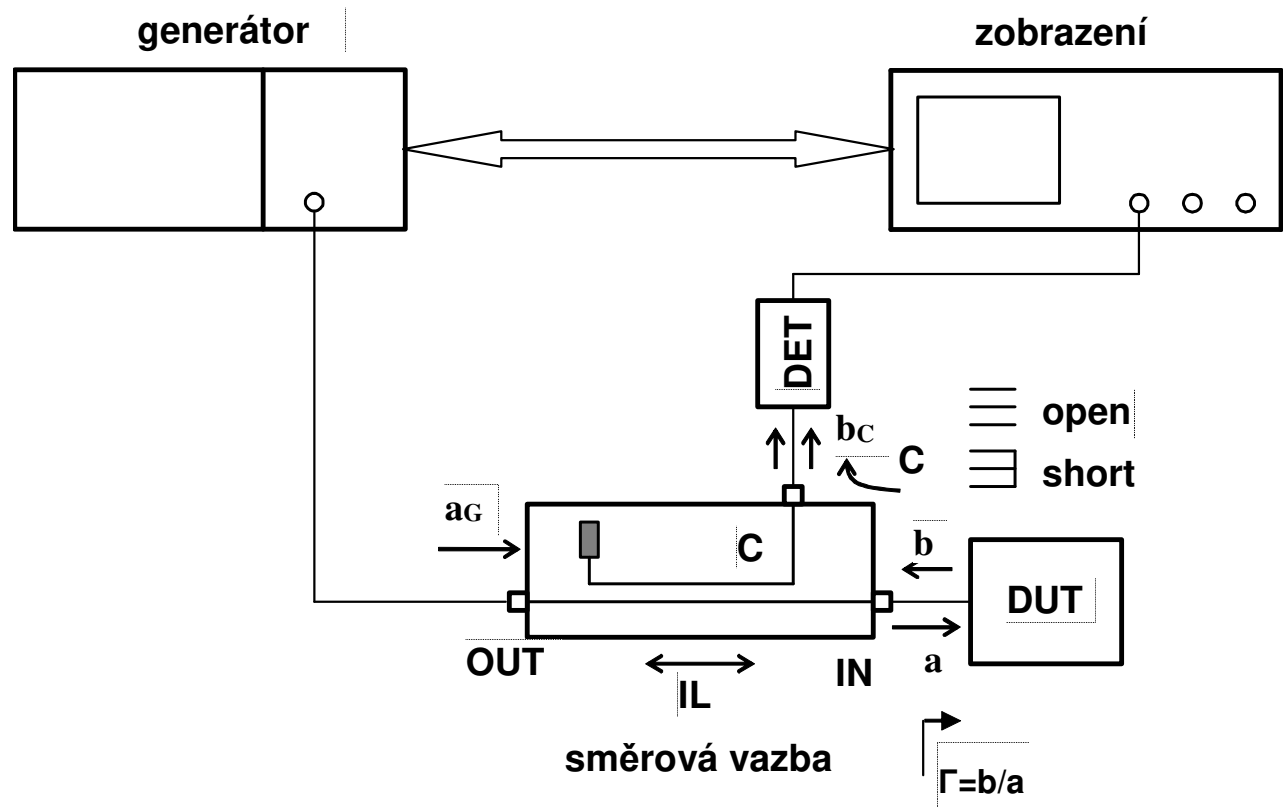 generátor
zobrazení
DET
open
short
bC
C
aG
C
b
DUT
a
OUT
IN
IL
směrová vazba
Γ=b/a